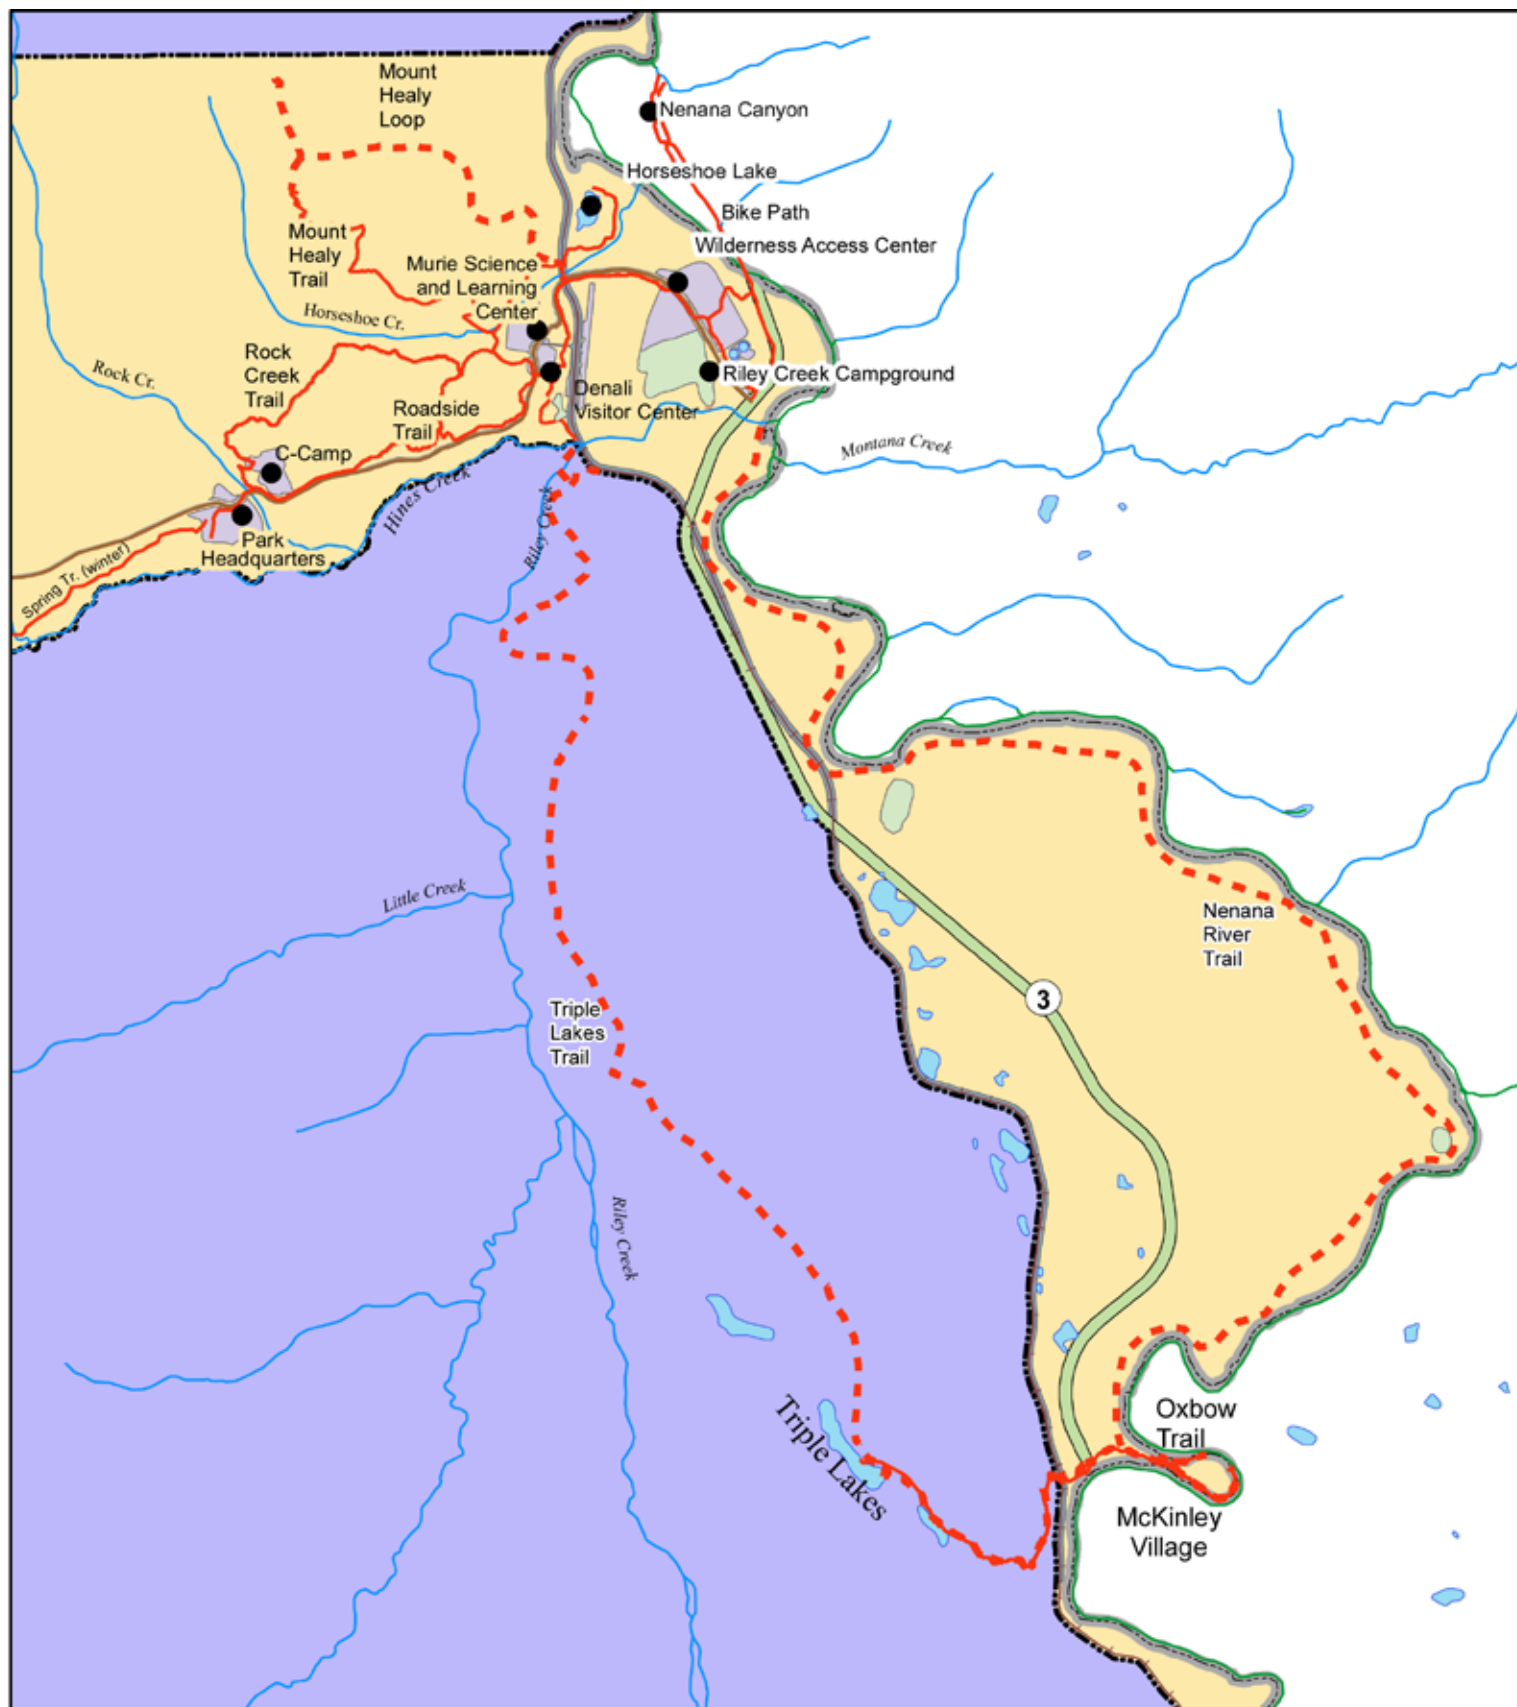 Mount
Healy
Loop
Nenana Canyon
Horseshoe Lake
Bike Path
Wilderness Access Center
Mount
Healy
Trail
Murie Science
and Learning
Center
Horseshoe Cr.
Rock Cr.
Rock
Creek
Trail
Roadside
Trail
Denali
Visitor Center
Riley Creek Campground
Montana Creek
C-Camp
Hines Creek
Riley Creek
Park
Headquarters
Spring Tr. (winter)
Little Creek
Nenana
River
Trail
3
Triple
Lakes
Trail
Riley Creek
Triple Lakes
Oxbow
Trail
McKinley
Village